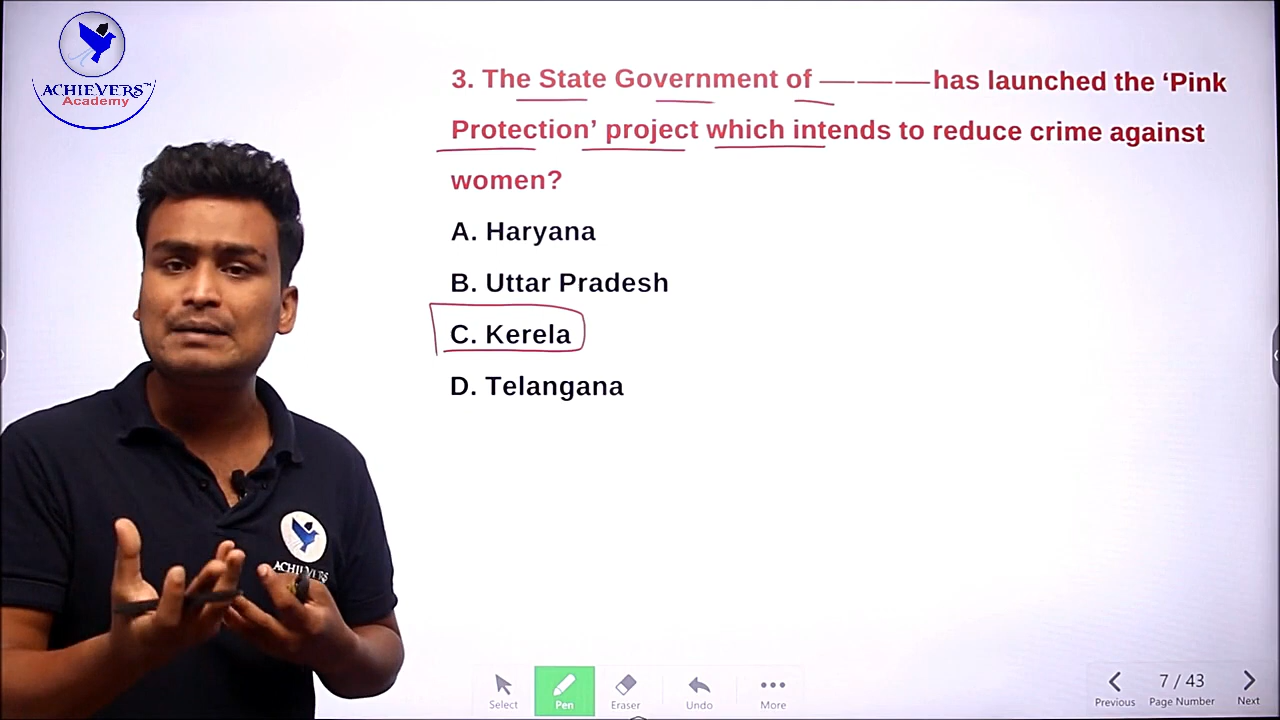 ACHIEVERS™
Academy
3. The State Government of ———has launched the ‘Pink
Protection’ project which intends to reduce crime against
women?
A. Haryana
B. Uttar Pradesh
C. Kerela
D. Telangana
ACHIEVERS
Select
Pen
Eraser
Undo
More
Previous
7 / 43
Page Number
Next